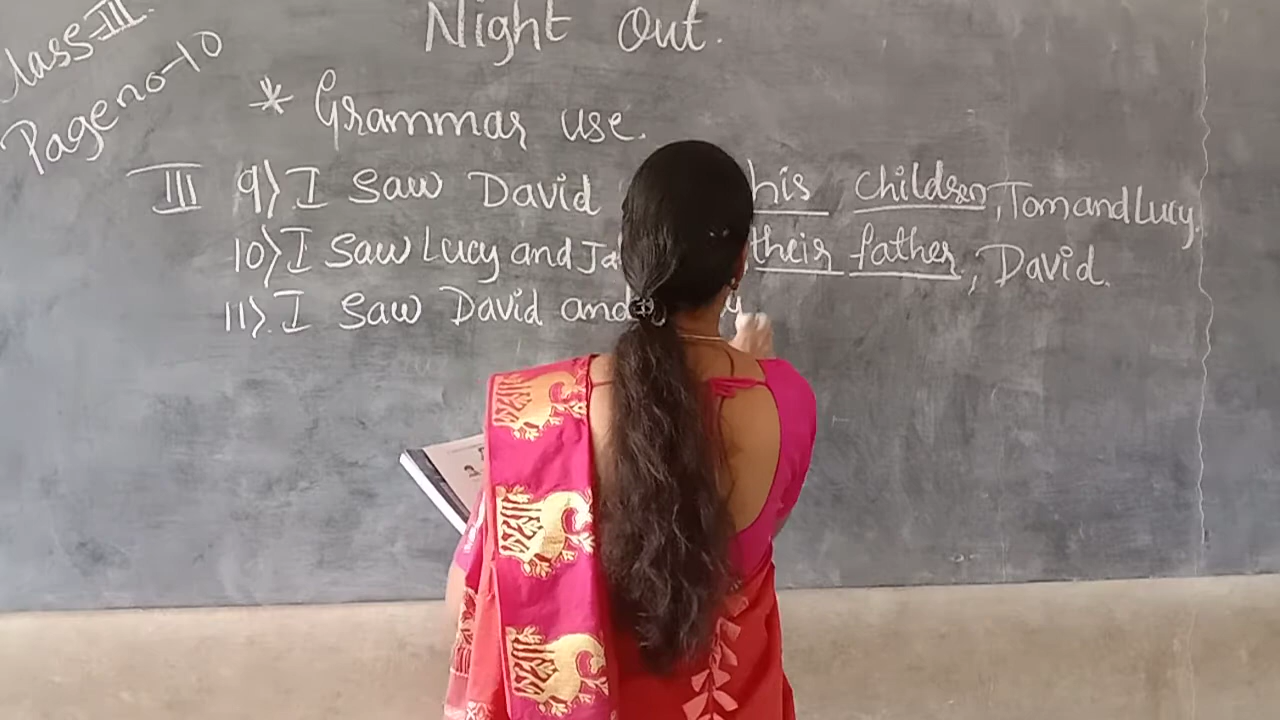 Class-III.
Page no-10
Night Out.
* Grammar use.
III 9) I Saw David his children, Tom and Lucy.
10) I Saw Lucy and their father, David.
11). I Saw David and